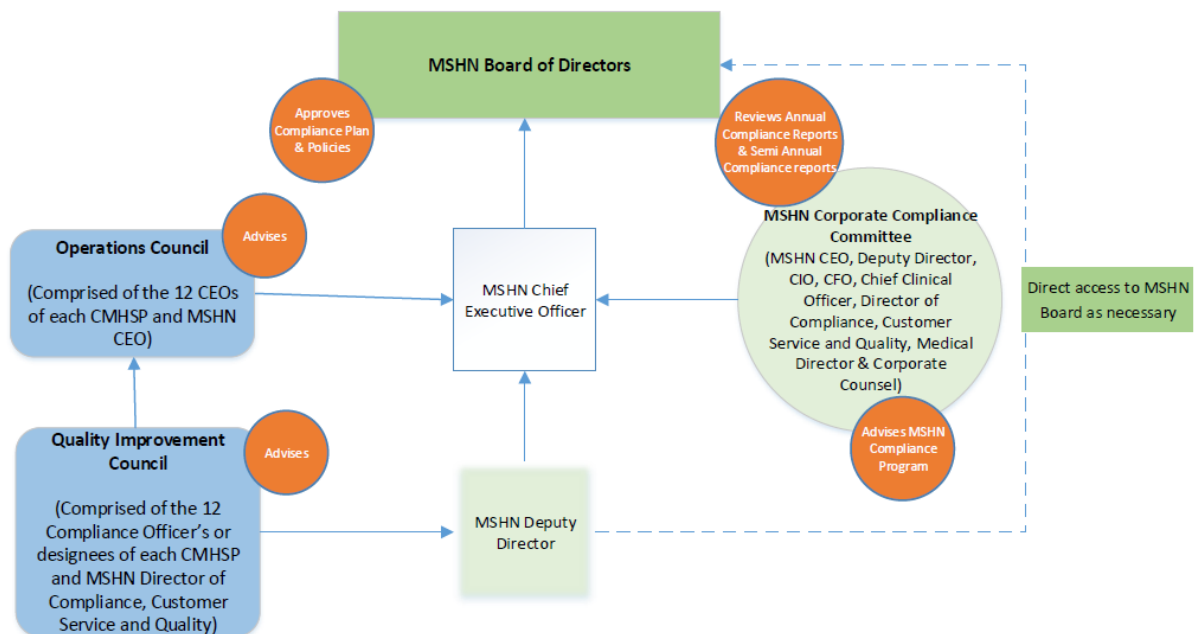 MSHN Board of Directors
Approves
Compliance Plan
& Policies
Reviews Annual
Compliance Reports
& Semi Annual
Compliance reports
Advises
Operations Council
(Comprised of the 12 CEOs
of each CMHSP and MSHN
CEO)
MSHN Chief
Executive Officer
MSHN Corporate Compliance
Committee
(MSHN CEO, Deputy Director,
CIO, CFO, Chief Clinical
Officer, Director of
Compliance, Customer
Service and Quality, Medical
Director & Corporate
Counsel)
Direct access to MSHN
Board as necessary
Advises MSHN
Compliance
Program
Advises
Quality Improvement
Council
(Comprised of the 12
Compliance Officer’s or
designees of each CMHSP
and MSHN Director of
Compliance, Customer
Service and Quality)
MSHN Deputy
Director